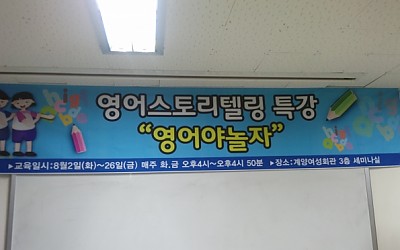 영어스토리텔링 특강
“영어야놀자”
▶교육일시:8월2일(화)~26일(금) 매주 화,금 오후4시~오후4시 50분 ▶장소:계양여성회관 3층 세미나실